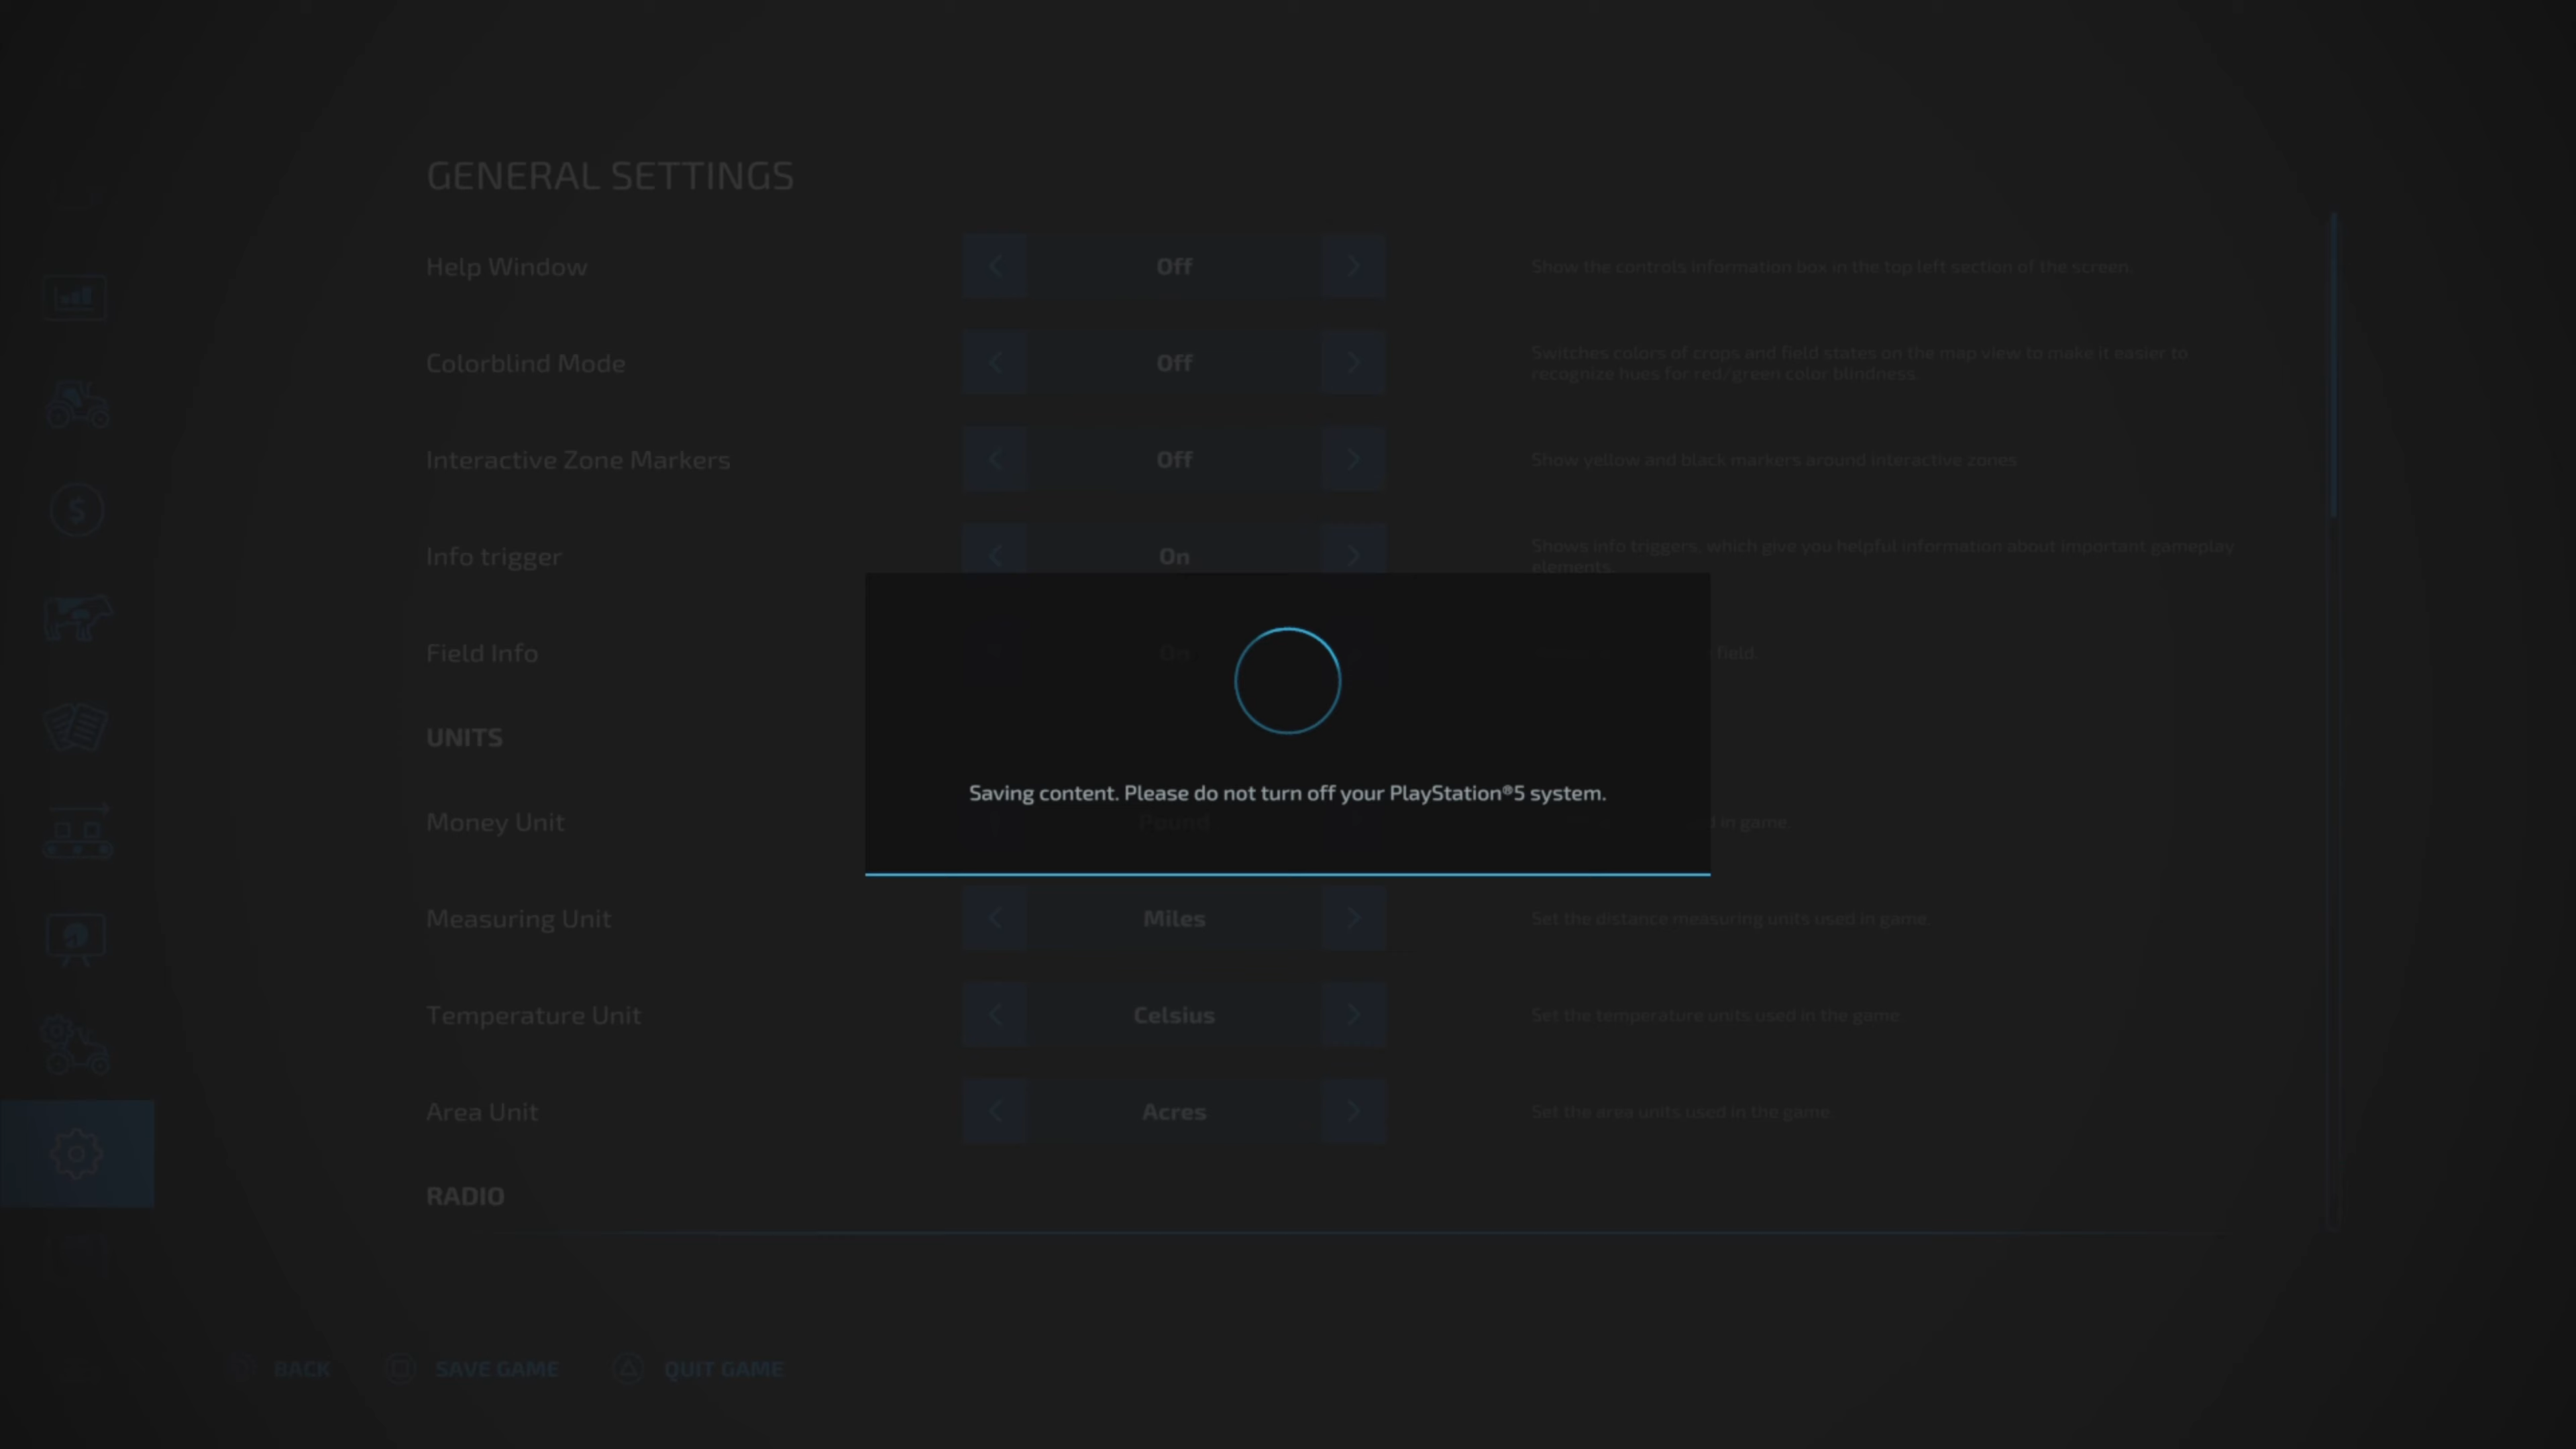 GENERAL SETTINGS
Help Window
Off
Show the controls information box in the top left section of the screen.
Colorblind Mode
Off
Switches colors of crops and field states on the map view to make it easier to
recognize hues for red/green color blindness.
Interactive Zone Markers
Off
Show yellow and black markers around interactive zones
Info trigger
On
Shows info triggers, which give you helpful information about important gameplay
elements.
Field Info
On
field.
Saving content. Please do not turn off your PlayStation®5 system.
UNITS
Money Unit
Pound
in game.
Measuring Unit
Miles
Set the distance measuring units used in game.
Temperature Unit
Celsius
Set the temperature units used in the game.
Area Unit
Acres
Set the area units used in the game.
RADIO
BACK
SAVE GAME
QUIT GAME